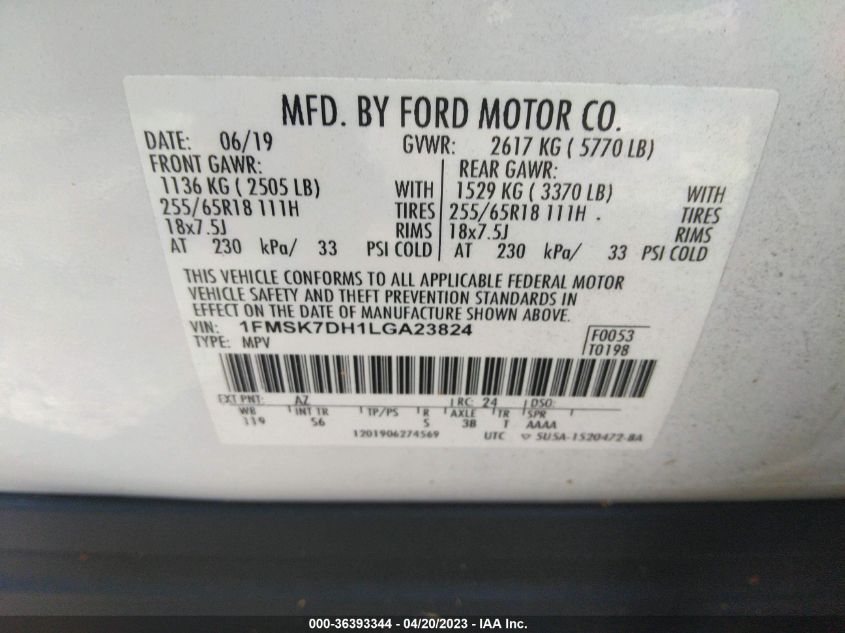 MFD. BY FORD MOTOR CO.
DATE: 06/19 GVWR: 2617 KG ( 5770 LB)
FRONT GAWR: REAR GAWR:
1136 KG ( 2505 LB) WITH 1529 KG ( 3370 LB) WITH
255/65R18 111H TIRES 255/65R18 111H . TIRES
18x7.5J RIMS 18x7.5J RIMS
AT 230 kPa/ 33 PSI COLD AT 230 kPa/ 33 PSI COLD
THIS VEHICLE CONFORMS TO ALL APPLICABLE FEDERAL MOTOR
VEHICLE SAFETY AND THEFT PREVENTION STANDARDS IN
EFFECT ON THE DATE OF MANUFACTURE SHOWN ABOVE.
VIN: 1FMSK7DH1LGA23824
TYPE: MPV
F0053
T0198
EXT PNT: AZ RC: 24 DSO:
WB INT TR TP/PS R AXLE TR SPR
119 S6 S 3B T AAAA
1201906274569 UTC ▽ SU5A-1520472-BA
000-36393344 - 04/20/2023 - IAA Inc.